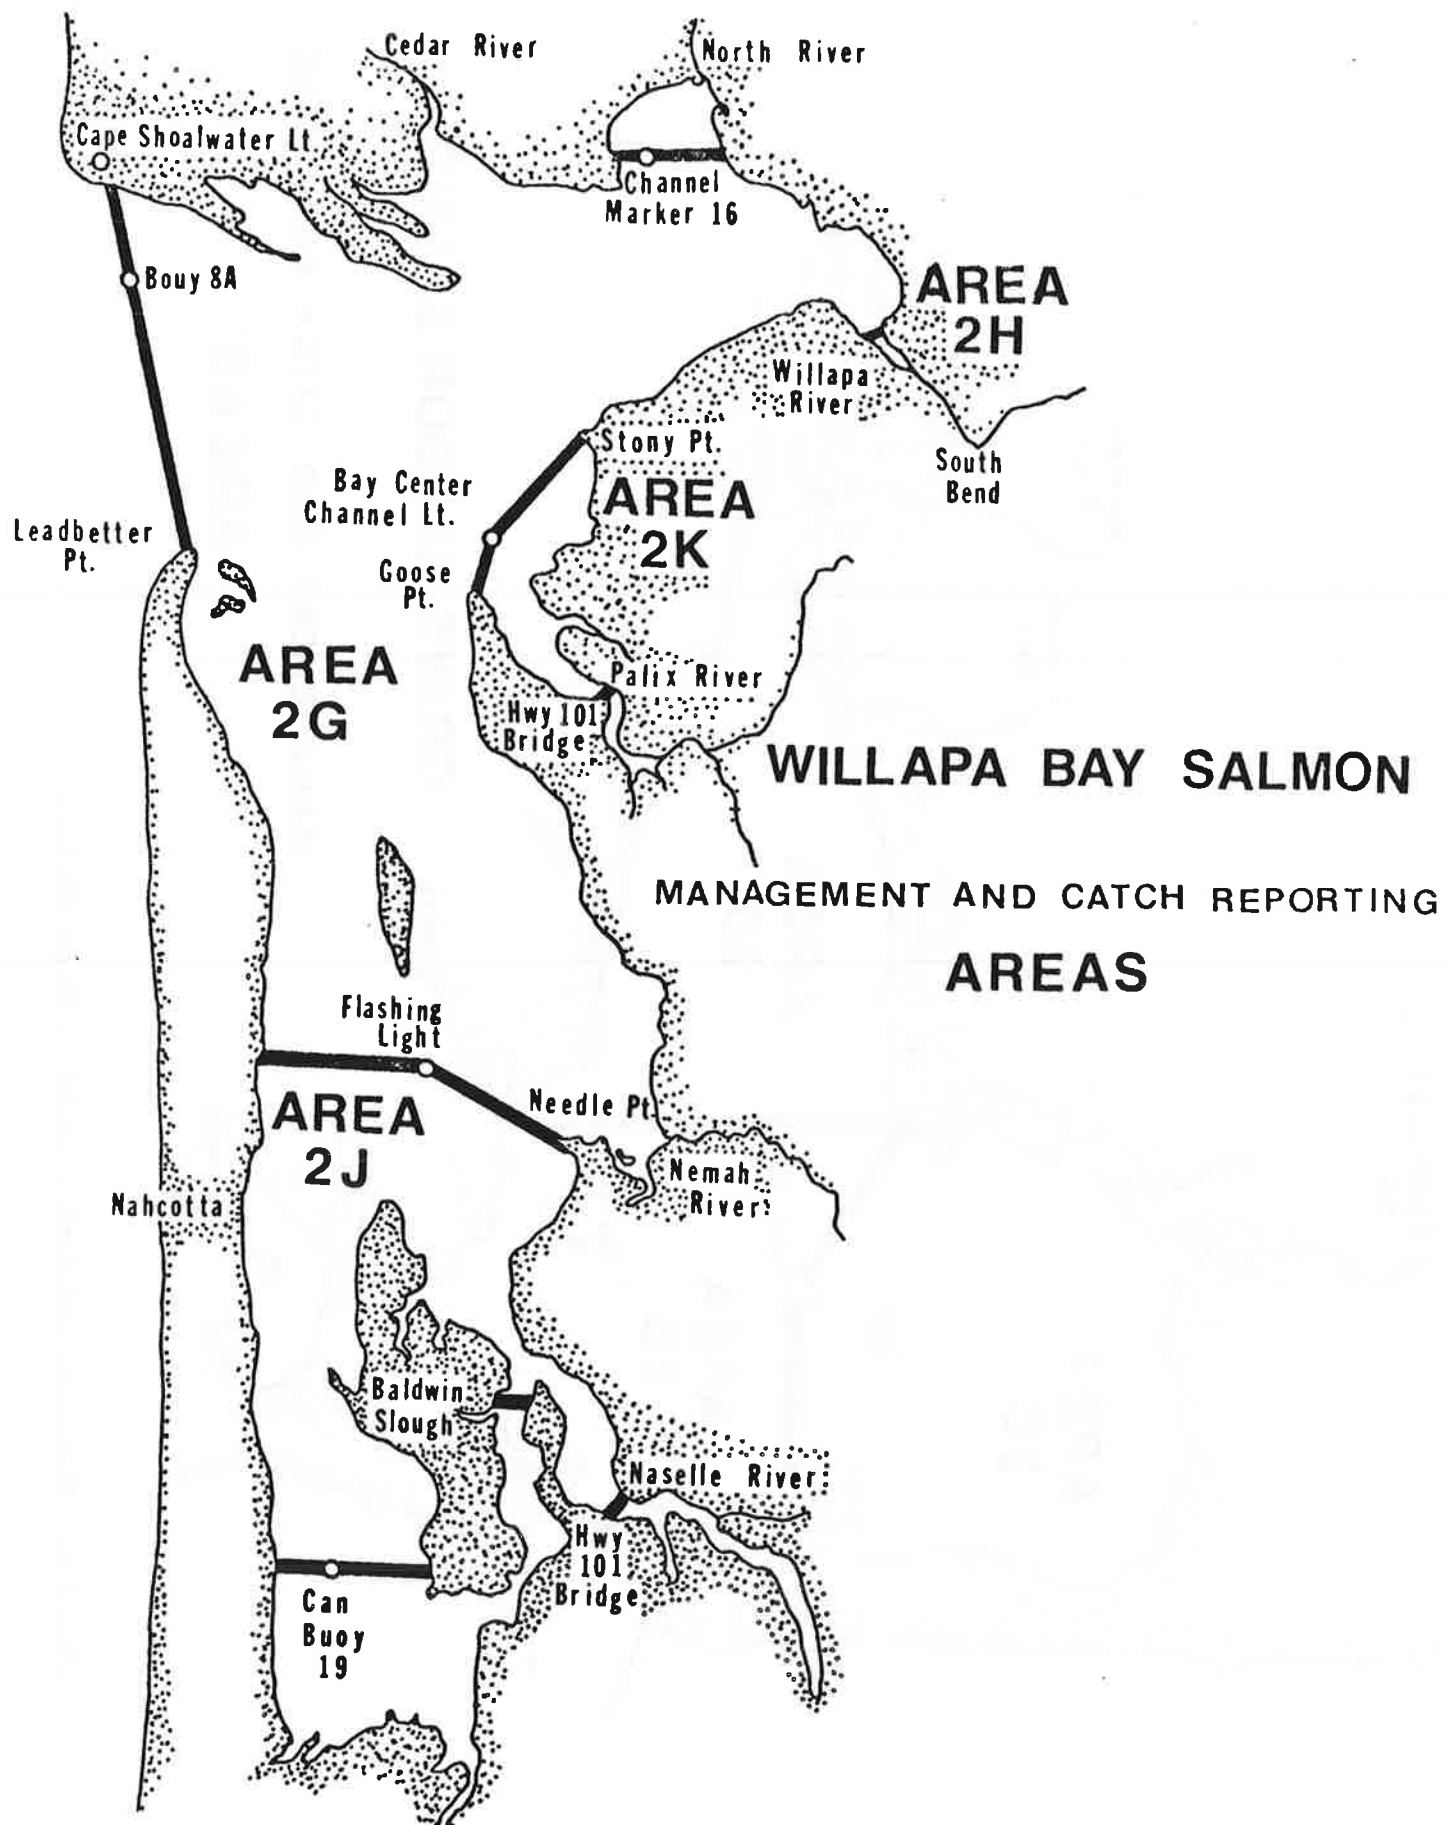 Cedar River
North River
Cape Shoalwater Lt
Channel
Marker 16
Bouy 8A
AREA
2H
Willapa
River
Stony Pt.
South
Bend
Bay Center
Channel Lt.
AREA
2K
Leadbetter
Pt.
Goose
Pt.
AREA
2G
Palix River
Hwy 101
Bridge
WILLAPA BAY SALMON
MANAGEMENT AND CATCH REPORTING
AREAS
Flashing
Light
Needle Pt.
AREA
2J
Nemah
River
Nahcotta
Baldwin
Slough
Naselle River
Hwy
101
Bridge
Can
Buoy
19